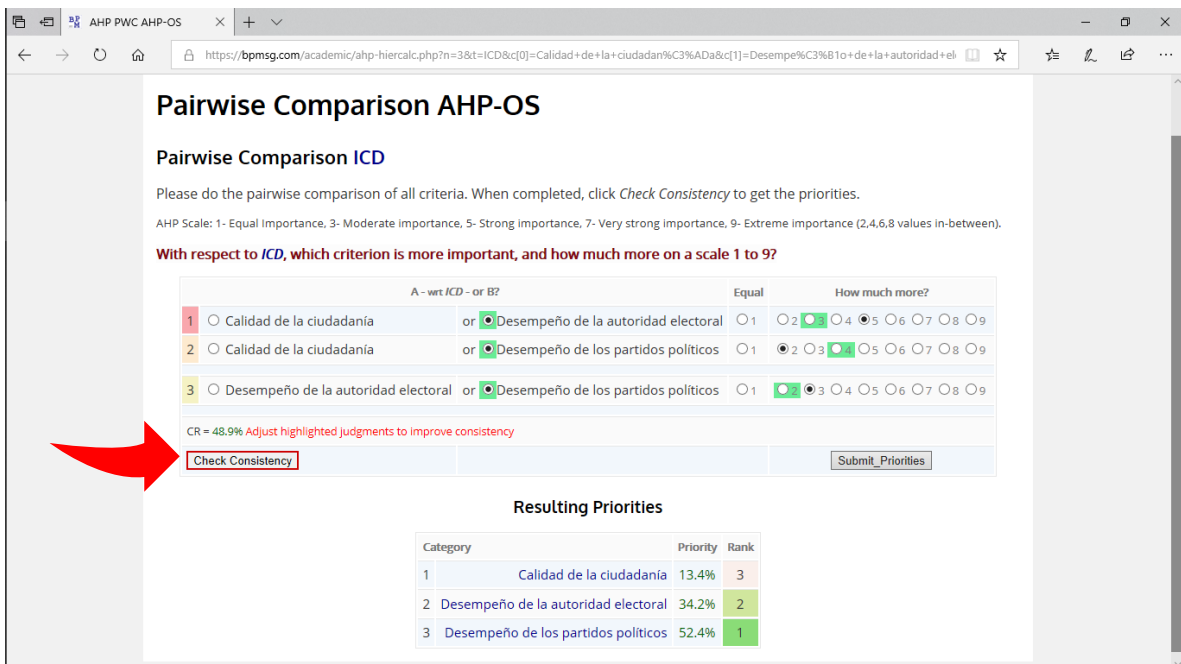 AHP PWC AHP-OS
https://bpmsg.com/academic/ahp-hiercalc.php?n=3&t=ICD&c[0]=Calidad+de+la+ciudadan%C3%ADa&c[1]=Desempe%C3%B1o+de+la+autoridad+el
Pairwise Comparison AHP-OS
Pairwise Comparison ICD
Please do the pairwise comparison of all criteria. When completed, click Check Consistency to get the priorities.
AHP Scale: 1- Equal Importance, 3- Moderate importance, 5- Strong importance, 7- Very strong importance, 9- Extreme importance (2,4,6,8 values in-between).
With respect to ICD, which criterion is more important, and how much more on a scale 1 to 9?
A - wrt ICD - or B? Equal How much more?
1 Calidad de la ciudadanía or Desempeño de la autoridad electoral 1 2 3 4 5 6 7 8 9
2 Calidad de la ciudadanía or Desempeño de los partidos políticos 1 2 3 4 5 6 7 8 9
3 Desempeño de la autoridad electoral or Desempeño de los partidos políticos 1 2 3 4 5 6 7 8 9
CR = 48.9% Adjust highlighted judgments to improve consistency
Check Consistency Submit_Priorities
Resulting Priorities
Category Priority Rank
1 Calidad de la ciudadanía 13.4% 3
2 Desempeño de la autoridad electoral 34.2% 2
3 Desempeño de los partidos políticos 52.4% 1